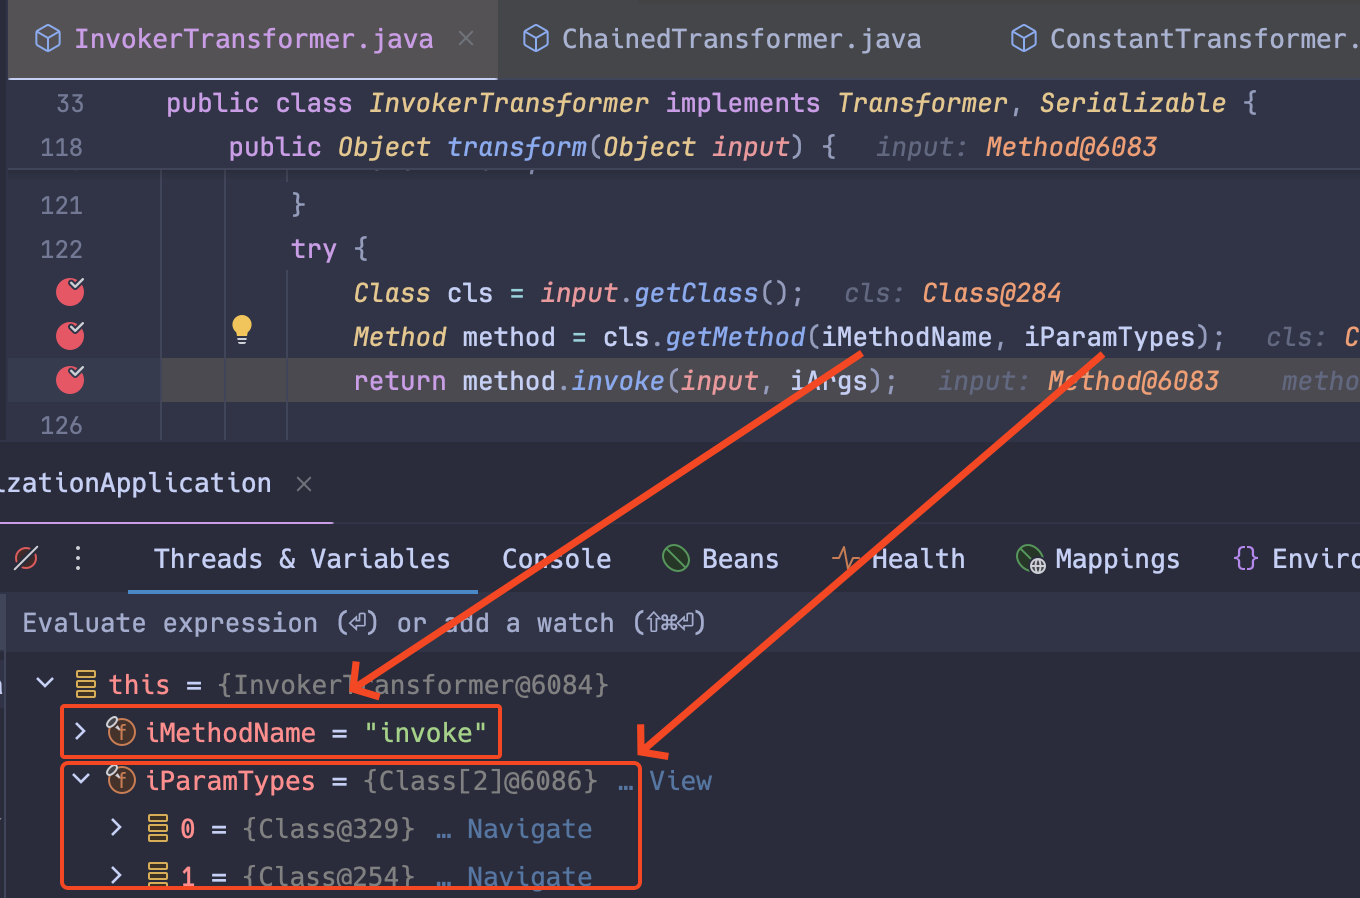 InvokerTransformer.java × ChainedTransformer.java ConstantTransformer.
33 public class InvokerTransformer implements Transformer, Serializable {
118 public Object transform(Object input) { input: Method@6083
121 }
122 try {
Class cls = input.getClass(); cls: Class@284
Method method = cls.getMethod(iMethodName, iParamTypes); cls: C
return method.invoke(input, iArgs); input: Method@6083 metho
126
izationApplication ×
Threads & Variables Console Beans Health Mappings {} Enviro
Evaluate expression (⏎) or add a watch (⇧⌘⏎)
this = {InvokerTransformer@6084}
f iMethodName = "invoke"
f iParamTypes = {Class[2]@6086} … View
0 = {Class@329} … Navigate
1 = {Class@254} … Navigate